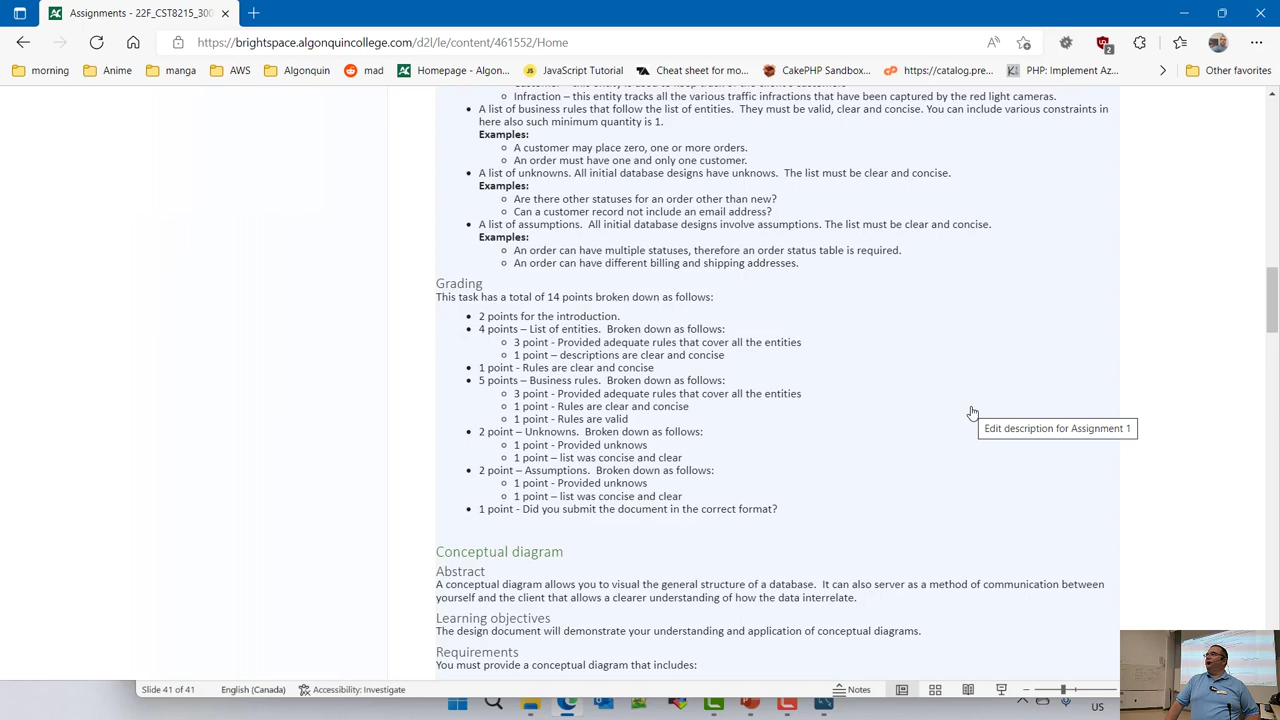 Assignments - 22F_CST8215_300
https://brightspace.algonquincollege.com/d2l/le/content/461552/Home
2
morning
Anime
manga
AWS
Algonquin
mad
Homepage - Algon...
JavaScript Tutorial
Cheat sheet for mo...
CakePHP Sandbox...
https://catalog.pre...
PHP: Implement Az...
Other favorites
Infraction – this entity tracks all the various traffic infractions that have been captured by the red light cameras.
A list of business rules that follow the list of entities. They must be valid, clear and concise. You can include various constraints in
here also such minimum quantity is 1.
Examples:
A customer may place zero, one or more orders.
An order must have one and only one customer.
A list of unknowns. All initial database designs have unknows. The list must be clear and concise.
Examples:
Are there other statuses for an order other than new?
Can a customer record not include an email address?
A list of assumptions. All initial database designs involve assumptions. The list must be clear and concise.
Examples:
An order can have multiple statuses, therefore an order status table is required.
An order can have different billing and shipping addresses.
Grading
This task has a total of 14 points broken down as follows:
2 points for the introduction.
4 points – List of entities. Broken down as follows:
3 point - Provided adequate rules that cover all the entities
1 point – descriptions are clear and concise
1 point - Rules are clear and concise
5 points – Business rules. Broken down as follows:
3 point - Provided adequate rules that cover all the entities
1 point - Rules are clear and concise
1 point - Rules are valid
2 point – Unknowns. Broken down as follows:
1 point - Provided unknows
1 point – list was concise and clear
2 point – Assumptions. Broken down as follows:
1 point - Provided unknows
1 point – list was concise and clear
1 point - Did you submit the document in the correct format?
Edit description for Assignment 1
Conceptual diagram
Abstract
A conceptual diagram allows you to visual the general structure of a database. It can also server as a method of communication between
yourself and the client that allows a clearer understanding of how the data interrelate.
Learning objectives
The design document will demonstrate your understanding and application of conceptual diagrams.
Requirements
You must provide a conceptual diagram that includes:
Slide 41 of 41
English (Canada)
Accessibility: Investigate
Notes
US